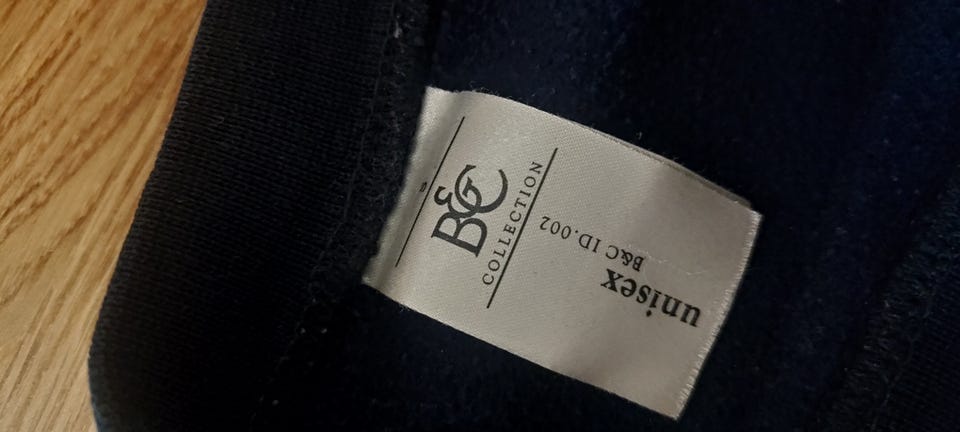 B&C
COLLECTION
B&C ID.002
unisex